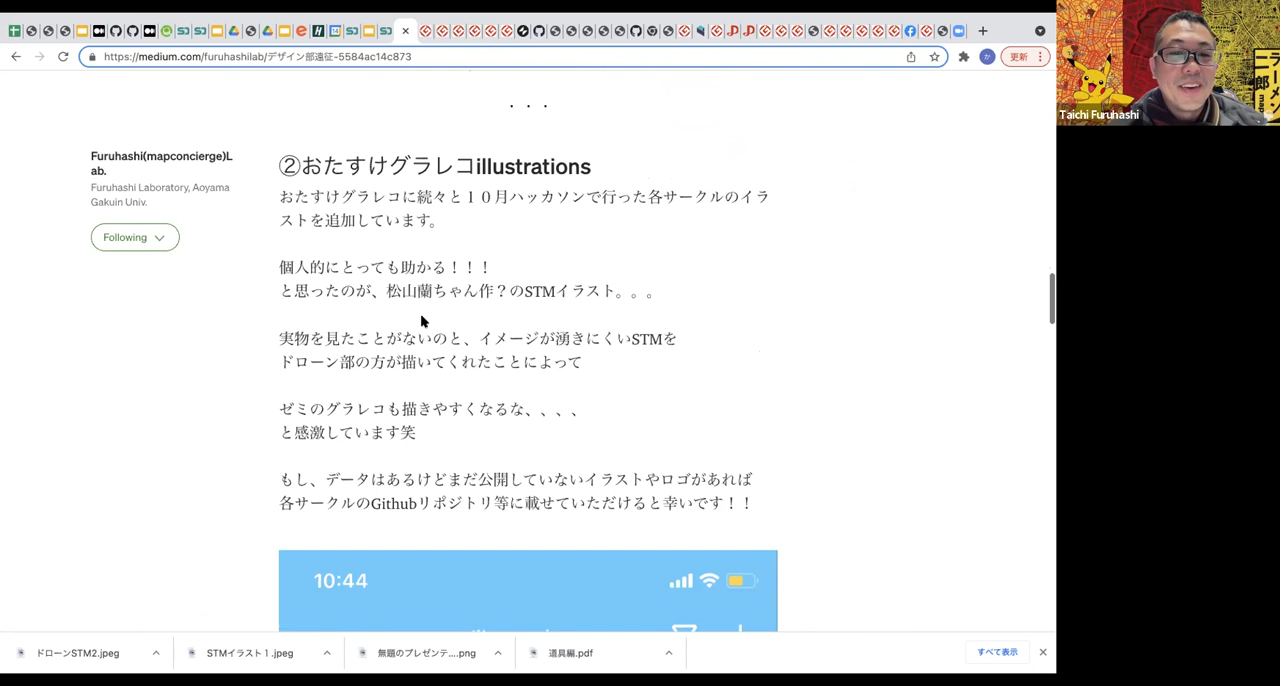 https://medium.com/furuhashilab/デザイン部遠征-5584ac14c873
更新
Taichi Furuhashi
Furuhashi(mapconcierge)L
ab.
Furuhashi Laboratory, Aoyama
Gakuin Univ.
Following
②おたすけグラレコillustrations
おたすけグラレコに続々と１０月ハッカソンで行った各サークルのイラ
ストを追加しています。
個人的にとっても助かる！！！
と思ったのが、松山蘭ちゃん作？のSTMイラスト。。。
実物を見たことがないのと、イメージが湧きにくいSTMを
ドローン部の方が描いてくれたことによって
ゼミのグラレコも描きやすくなるな、、、、
と感激しています笑
もし、データはあるけどまだ公開していないイラストやロゴがあれば
各サークルのGithubリポジトリ等に載せていただけると幸いです！！
10:44
ドローンSTM2.jpeg
STMイラスト１.jpeg
無題のプレゼンテ....png
道具編.pdf
すべて表示